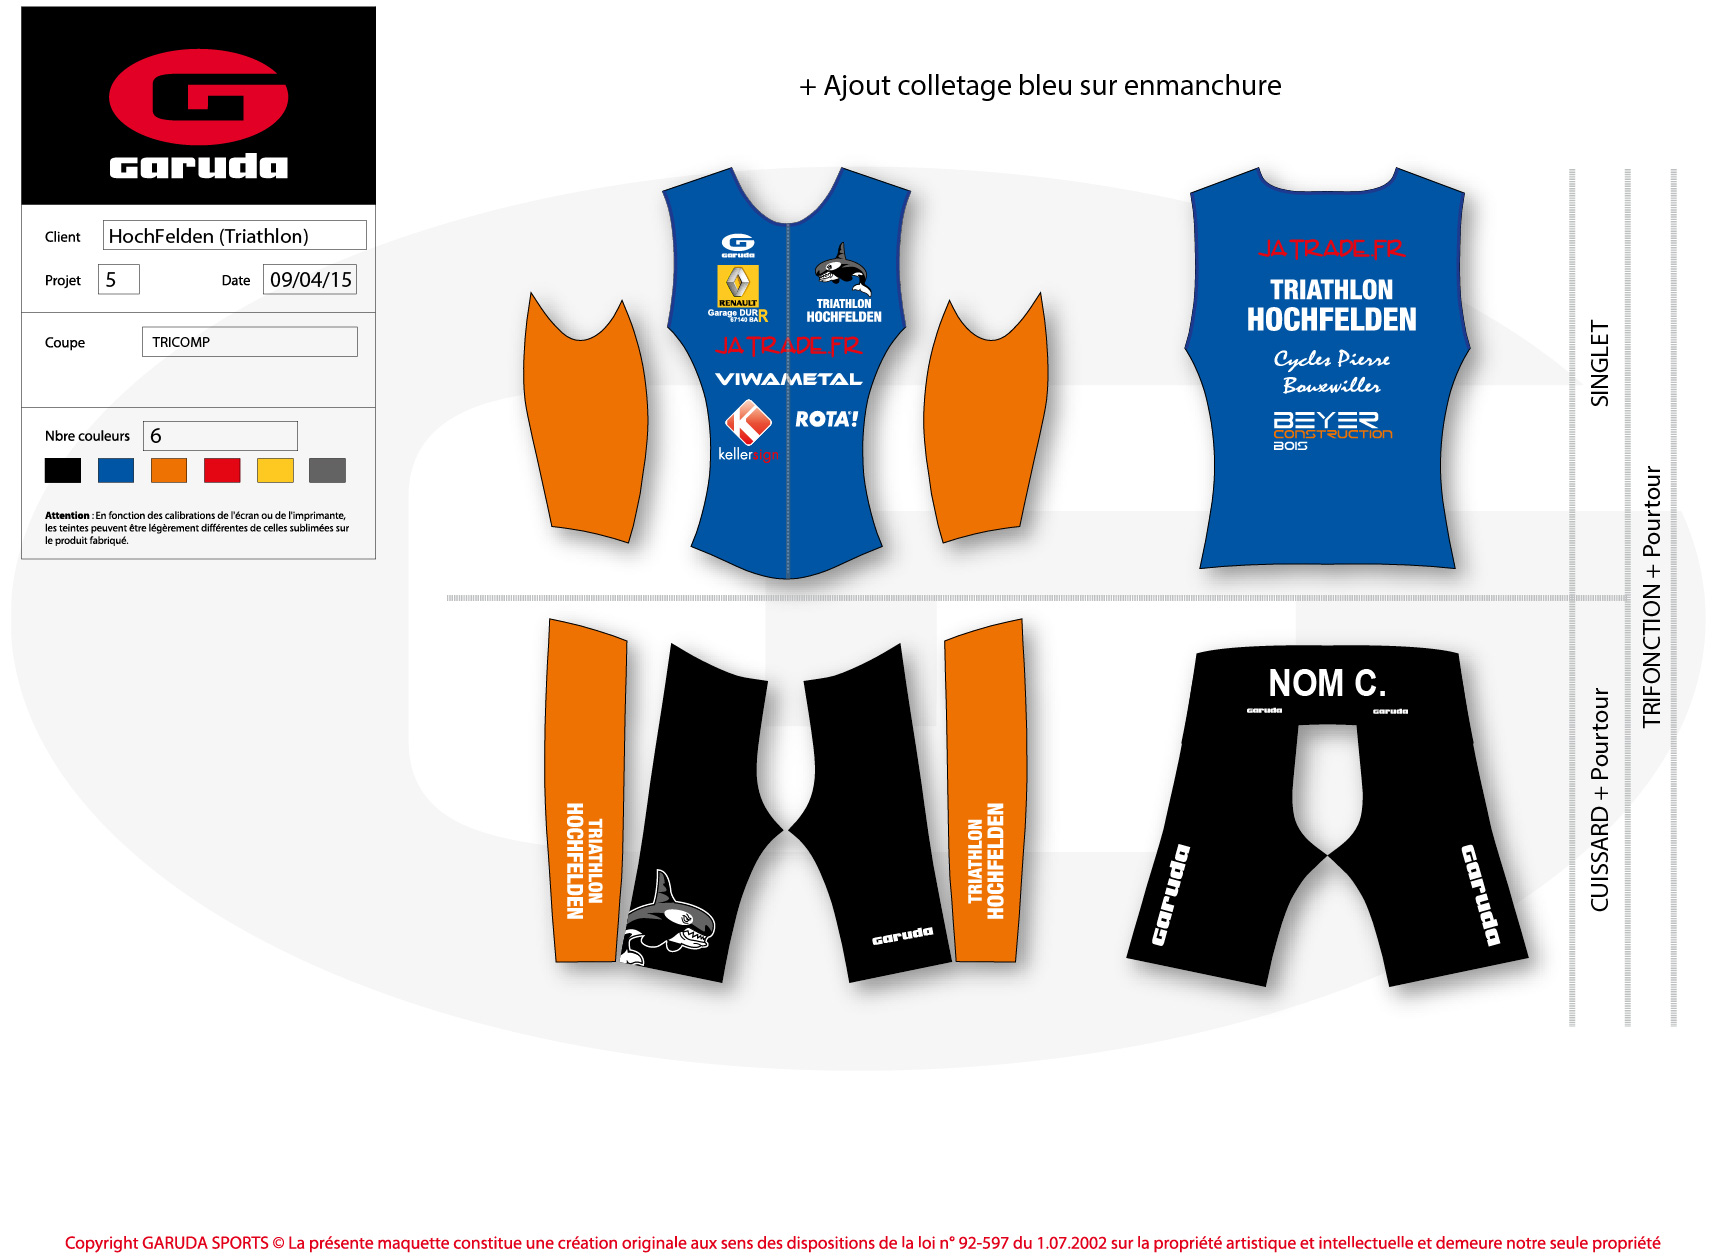 Garuda
Client HochFelden (Triathlon)
Projet 5 Date 09/04/15
Coupe TRICOMP
Nbre couleurs 6
Attention : En fonction des calibrations de l'écran ou de l'imprimante,
les teintes peuvent être légèrement différentes de celles sublimées sur
le produit fabriqué.
+ Ajout colletage bleu sur enmanchure
Garuda
RENAULT
Garage DURR
67140 BA
TRIATHLON
HOCHFELDEN
JA TRADE.FR
VIWAMETAL
kellersign
ROTA!
JA TRADE.FR
TRIATHLON
HOCHFELDEN
Cycles Pierre
Bouxwiller
BEYER
CONSTRUCTION
BOIS
TRIATHLON
HOCHFELDEN
Garuda
TRIATHLON
HOCHFELDEN
NOM C.
Garuda Garuda
Garuda
Garuda
SINGLET
CUISSARD + Pourtour
TRIFONCTION + Pourtour
Copyright GARUDA SPORTS © La présente maquette constitue une création originale aux sens des dispositions de la loi n° 92-597 du 1.07.2002 sur la propriété artistique et intellectuelle et demeure notre seule propriété